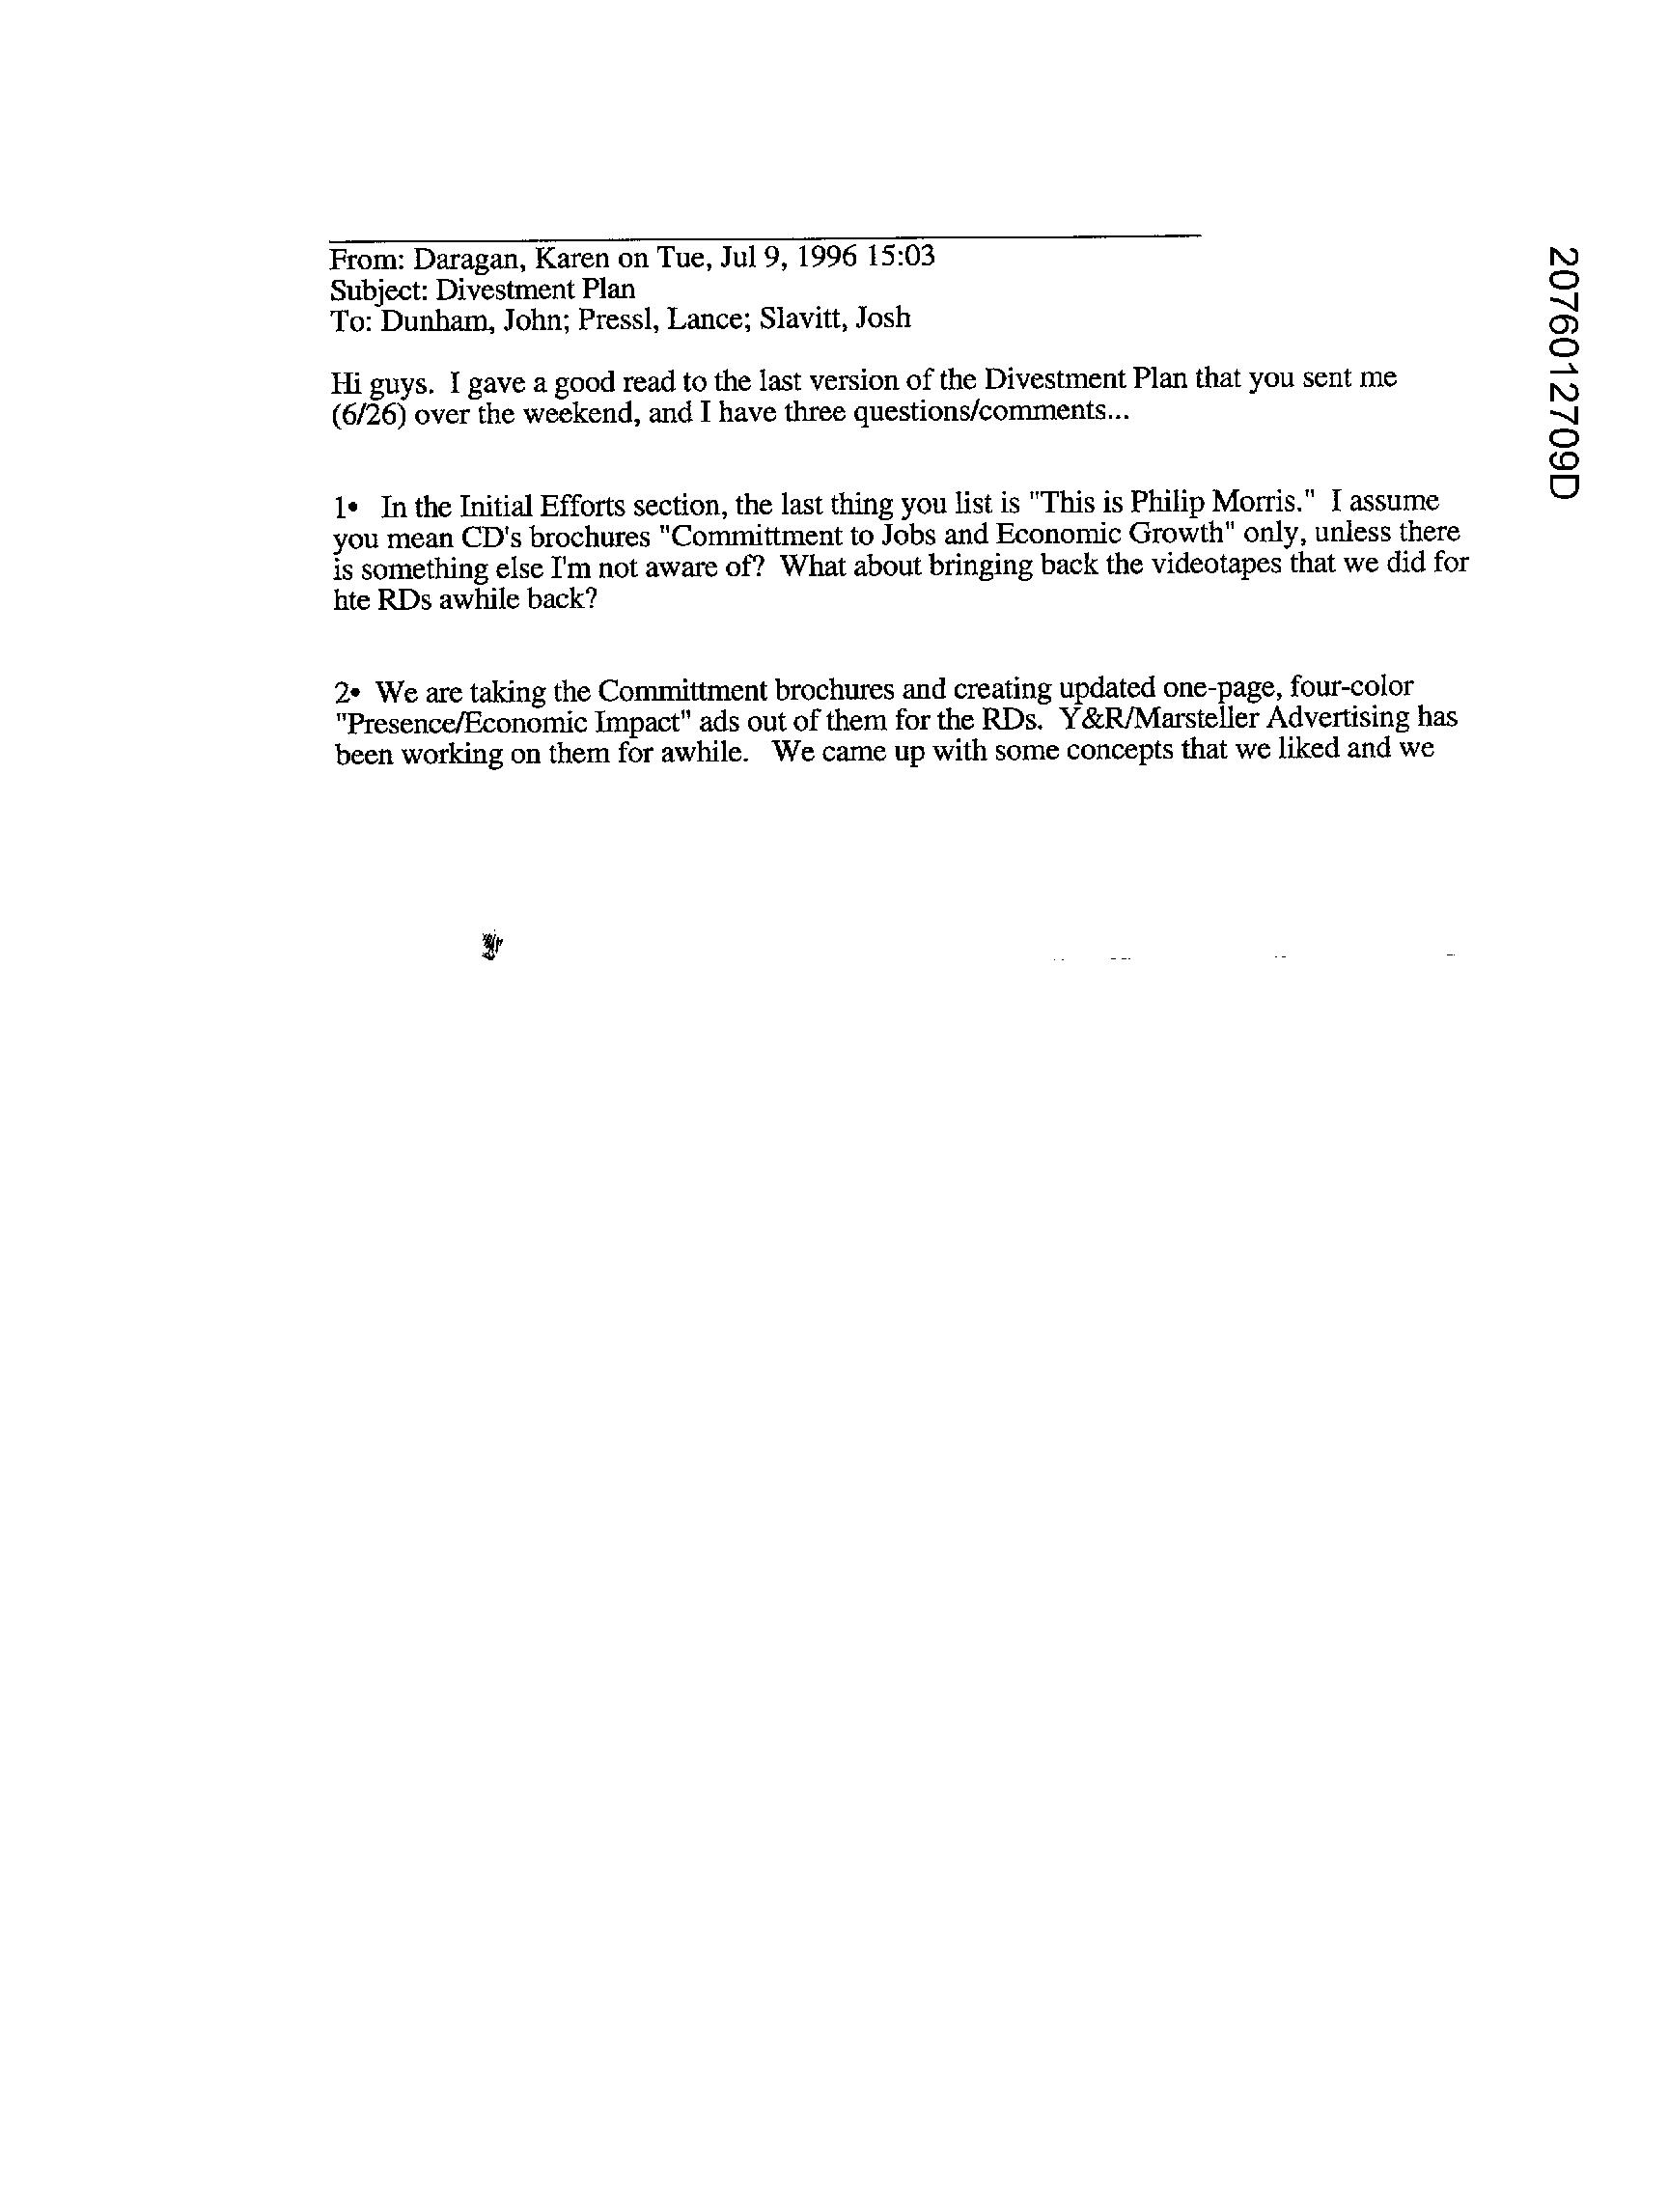 From: Daragan, Karen on Tue, Jul 9, 1996 15:03
Subject: Divestment Plan
To: Dunham, John; Pressl, Lance; Slavitt, Josh
Hi guys.  I gave a good read to the last version of the Divestment Plan that you sent me
(6/26) over the weekend, and I have three questions/comments...
1•  In the Initial Efforts section, the last thing you list is "This is Philip Morris."  I assume
you mean CD's brochures "Committment to Jobs and Economic Growth" only, unless there
is something else I'm not aware of?  What about bringing back the videotapes that we did for
hte RDs awhile back?
2•  We are taking the Committment brochures and creating updated one-page, four-color
"Presence/Economic Impact" ads out of them for the RDs.  Y&R/Marsteller Advertising has
been working on them for awhile.   We came up with some concepts that we liked and we
2076012709D